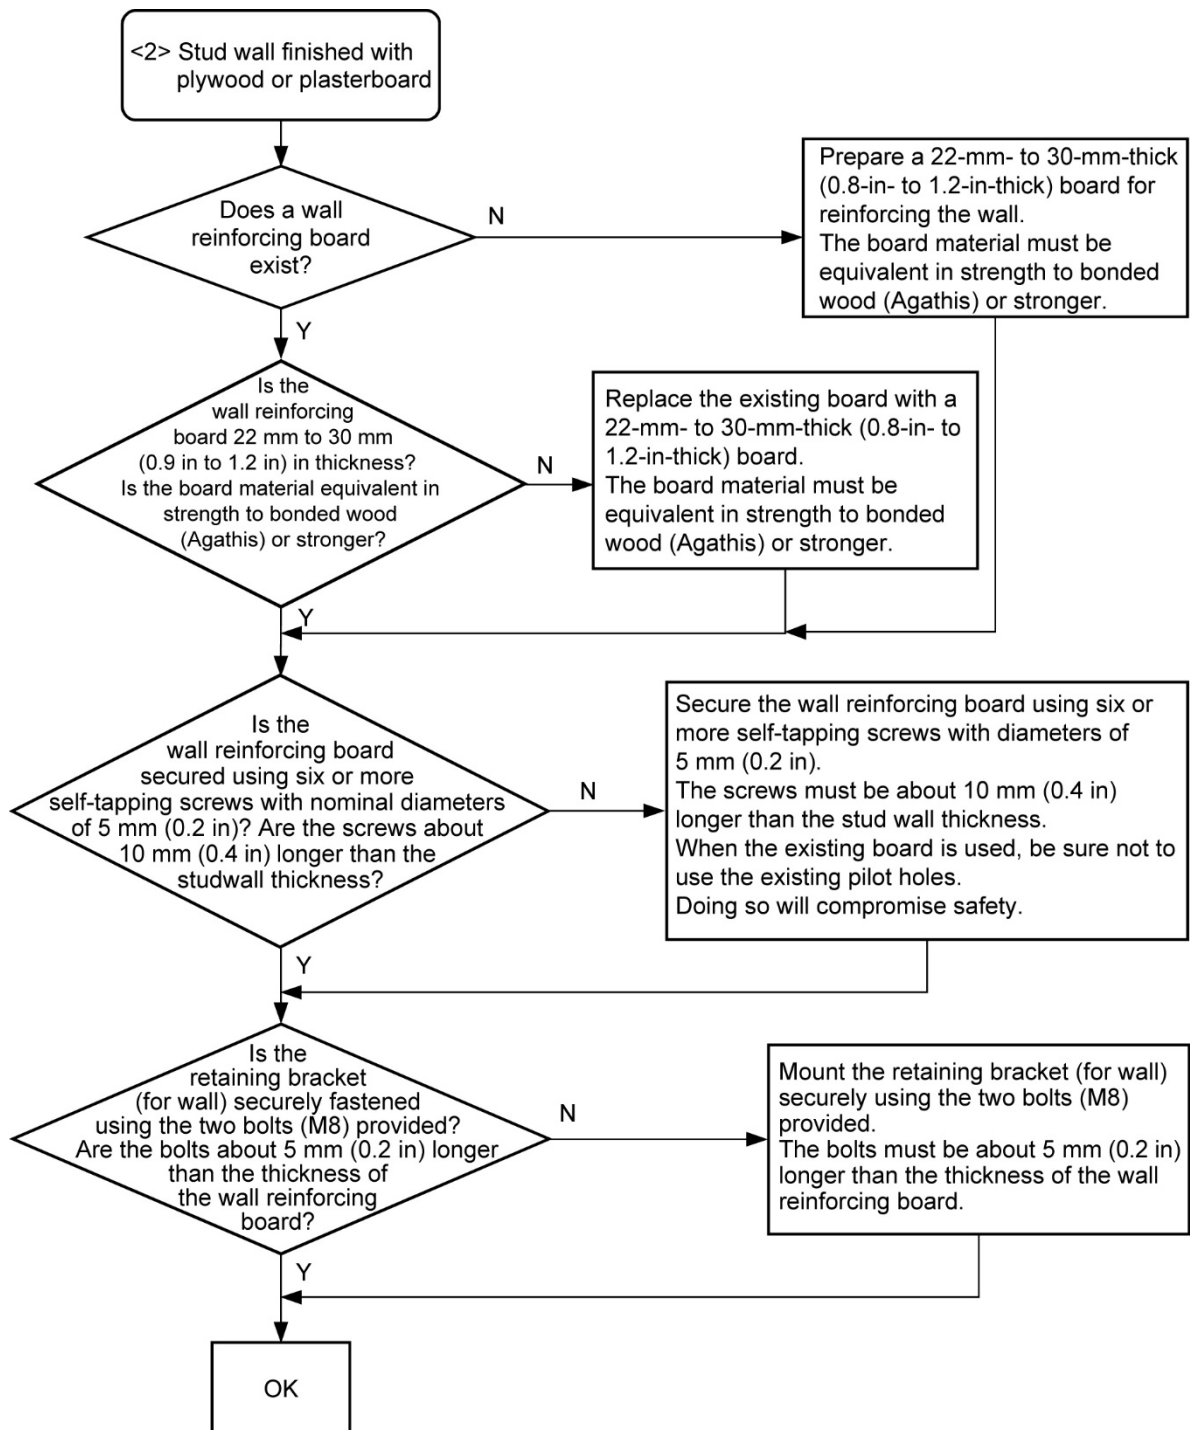 <2> Stud wall finished with
plywood or plasterboard
Does a wall
reinforcing board
exist?
N
Prepare a 22-mm- to 30-mm-thick
(0.8-in- to 1.2-in-thick) board for
reinforcing the wall.
The board material must be
equivalent in strength to bonded
wood (Agathis) or stronger.
Y
Is the
wall reinforcing
board 22 mm to 30 mm
(0.9 in to 1.2 in) in thickness?
Is the board material equivalent in
strength to bonded wood
(Agathis) or stronger?
N
Replace the existing board with a
22-mm- to 30-mm-thick (0.8-in- to
1.2-in-thick) board.
The board material must be
equivalent in strength to bonded
wood (Agathis) or stronger.
Y
Is the
wall reinforcing board
secured using six or more
self-tapping screws with nominal diameters
of 5 mm (0.2 in)? Are the screws about
10 mm (0.4 in) longer than the
studwall thickness?
N
Secure the wall reinforcing board using six or
more self-tapping screws with diameters of
5 mm (0.2 in).
The screws must be about 10 mm (0.4 in)
longer than the stud wall thickness.
When the existing board is used, be sure not to
use the existing pilot holes.
Doing so will compromise safety.
Y
Is the
retaining bracket
(for wall) securely fastened
using the two bolts (M8) provided?
Are the bolts about 5 mm (0.2 in) longer
than the thickness of
the wall reinforcing
board?
N
Mount the retaining bracket (for wall)
securely using the two bolts (M8)
provided.
The bolts must be about 5 mm (0.2 in)
longer than the thickness of the wall
reinforcing board.
Y
OK